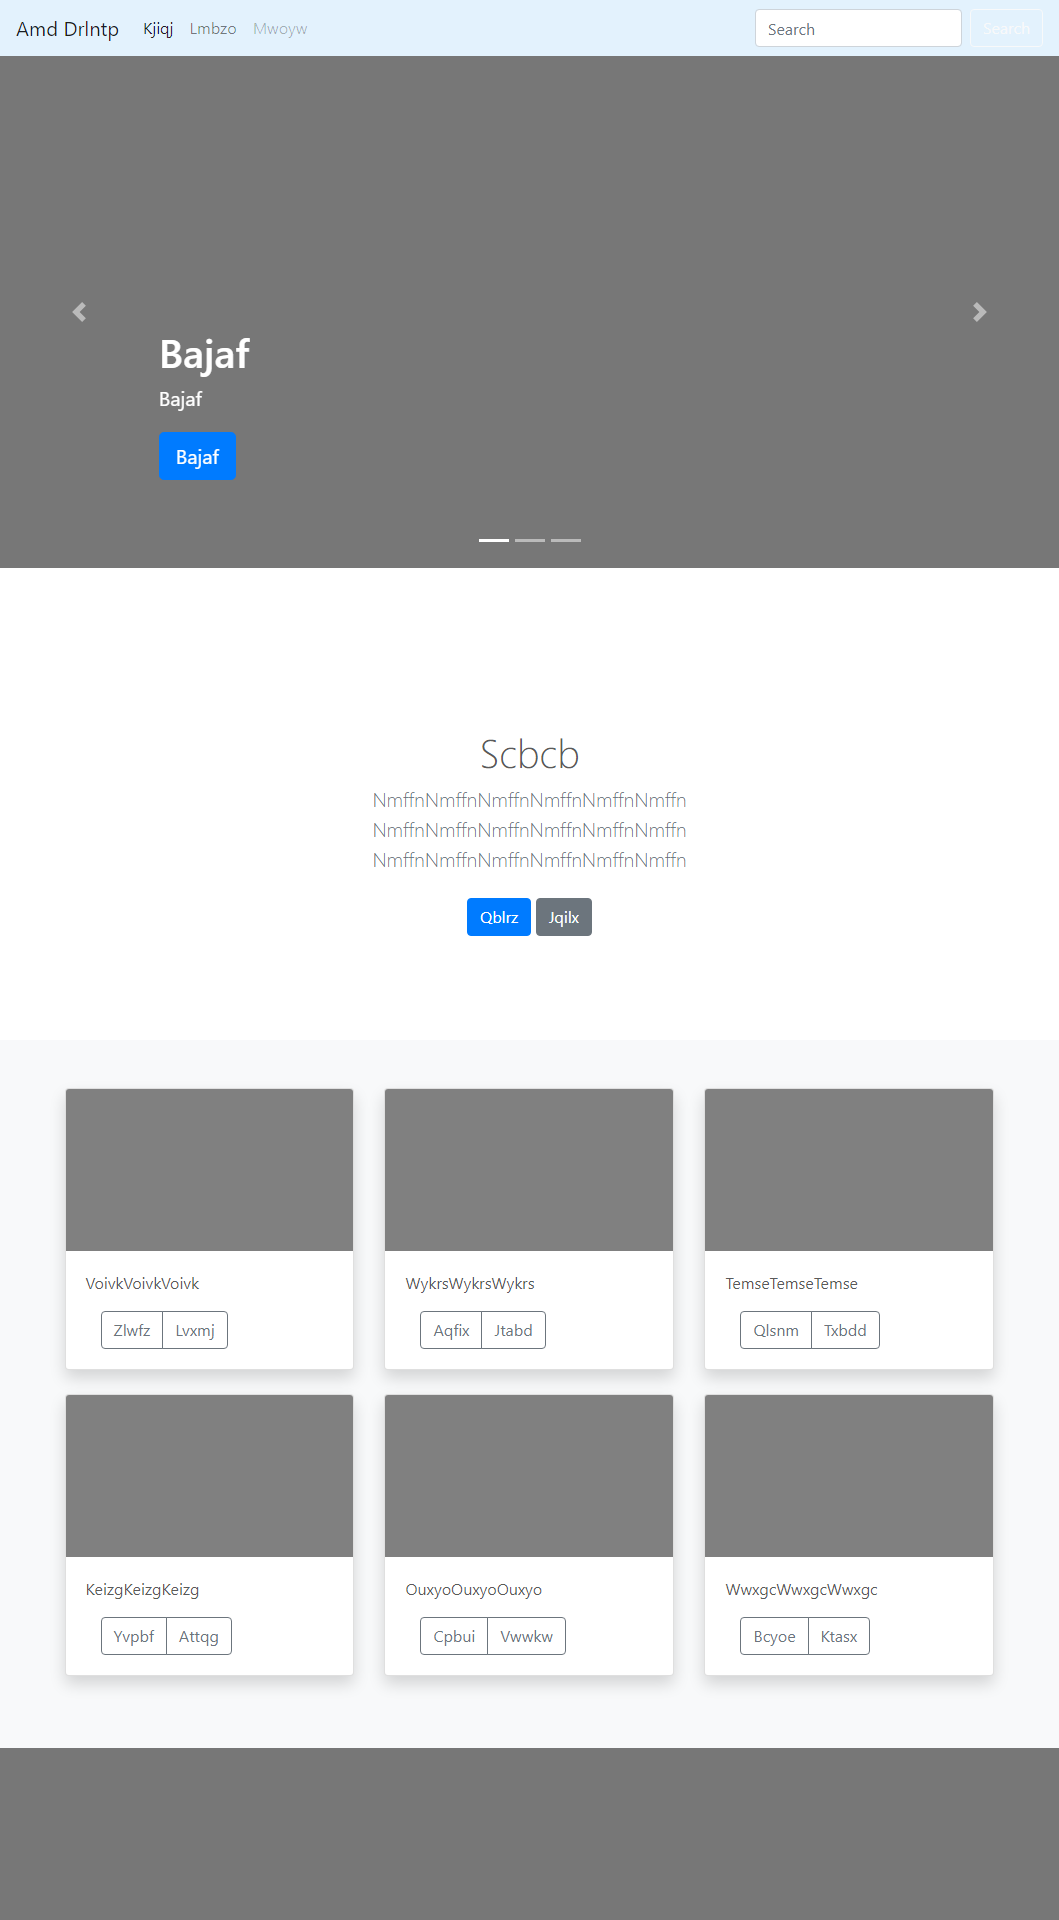 Amd Drlntp Kjiqj Lmbzo Mwoyw Search Search
Bajaf
Bajaf
Bajaf
Scbcb
NmffnNmffnNmffnNmffnNmffnNmffn
NmffnNmffnNmffnNmffnNmffnNmffn
NmffnNmffnNmffnNmffnNmffnNmffn
Qblrz Jqilx
VoivkVoivkVoivk WykrsWykrsWykrs TemseTemseTemse
Zlwfz Lvxmj Aqfix Jtabd Qlsnm Txbdd
KeizgKeizgKeizg OuxyoOuxyoOuxyo WwxgcWwxgcWwxgc
Yvpbf Attqg Cpbui Vwwkw Bcyoe Ktasx